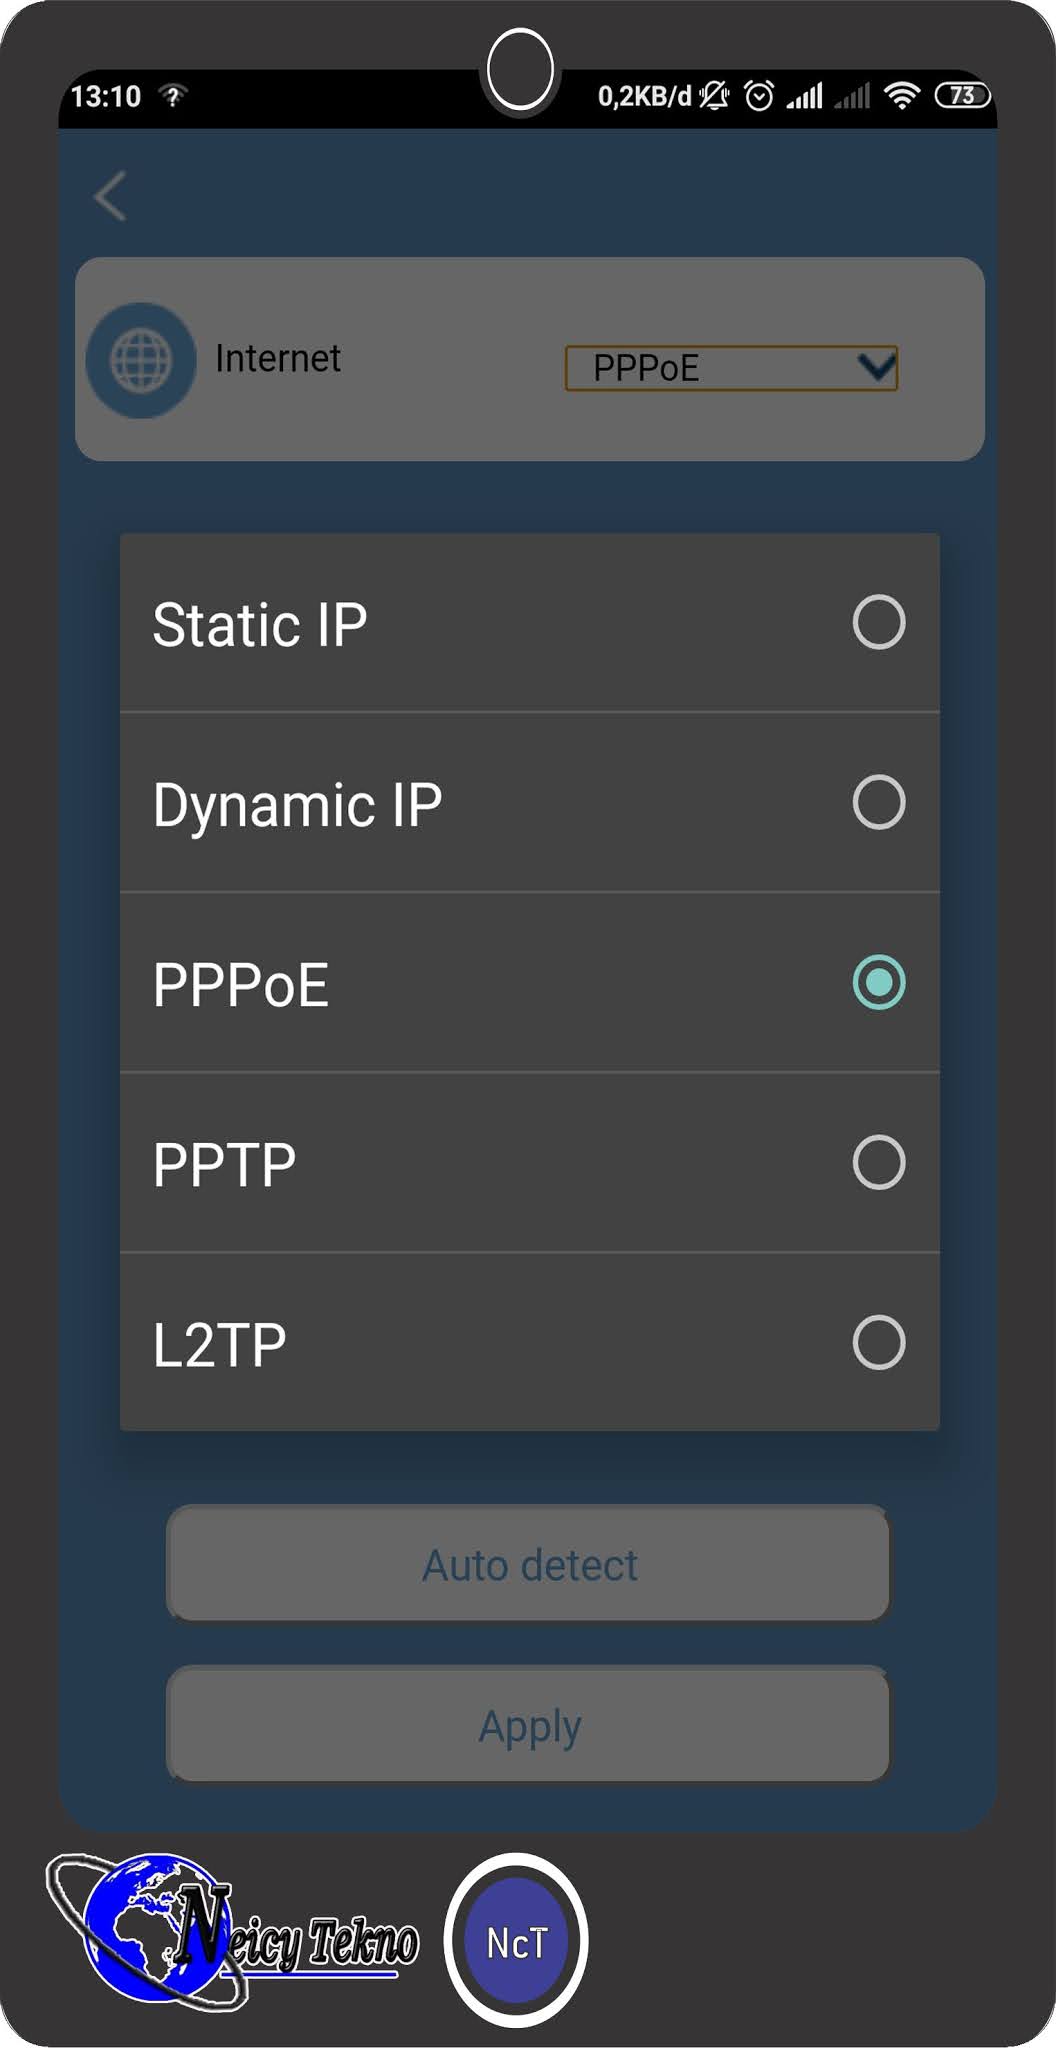 13:10 0,2KB/d 73
Internet PPPoE
Static IP
Dynamic IP
PPPoE
PPTP
L2TP
Auto detect
Apply
Neicy Tekno
NcT